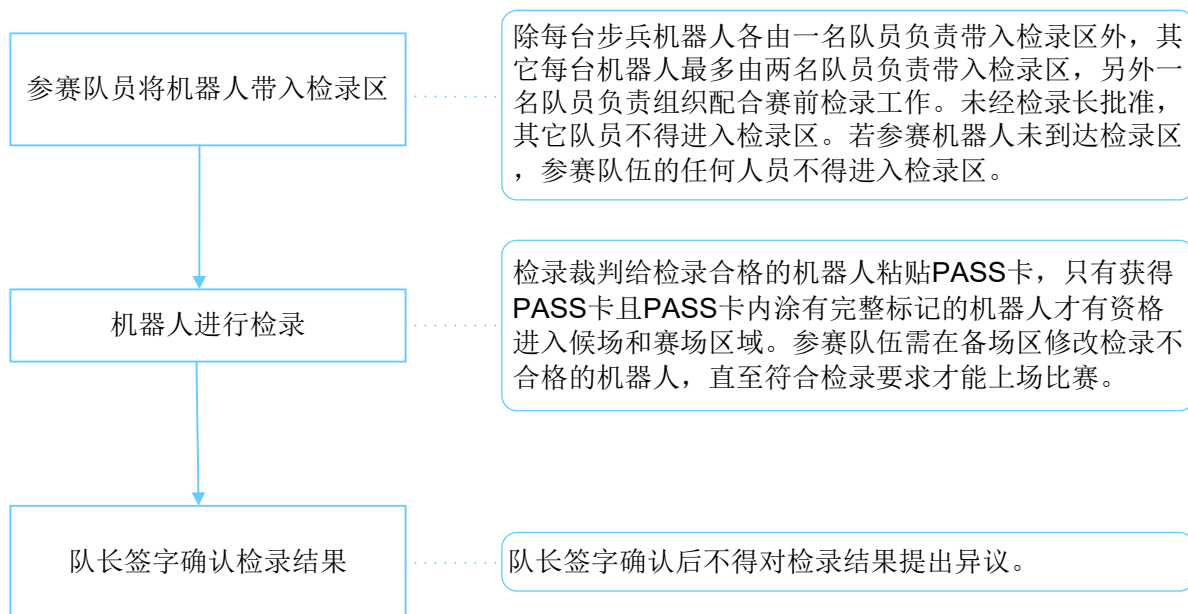 参赛队员将机器人带入检录区
除每台步兵机器人各由一名队员负责带入检录区外，其
它每台机器人最多由两名队员负责带入检录区，另外一
名队员负责组织配合赛前检录工作。未经检录长批准，
其它队员不得进入检录区。若参赛机器人未到达检录区
，参赛队伍的任何人员不得进入检录区。
机器人进行检录
检录裁判给检录合格的机器人粘贴PASS卡，只有获得
PASS卡且PASS卡内涂有完整标记的机器人才有资格
进入候场和赛场区域。参赛队伍需在备场区修改检录不
合格的机器人，直至符合检录要求才能上场比赛。
队长签字确认检录结果
队长签字确认后不得对检录结果提出异议。